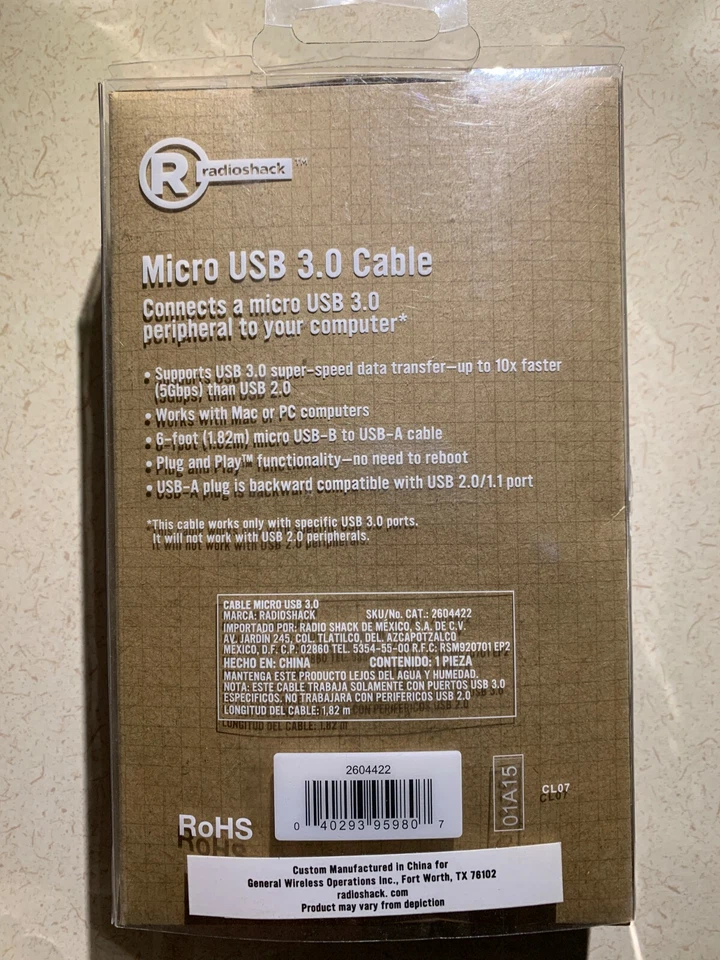 R radioshack™
Micro USB 3.0 Cable
Connects a micro USB 3.0
peripheral to your computer*
• Supports USB 3.0 super-speed data transfer—up to 10x faster
(5Gbps) than USB 2.0
• Works with Mac or PC computers
• 6-foot (1.82m) micro USB-B to USB-A cable
• Plug and Play™ functionality—no need to reboot
• USB-A plug is backward compatible with USB 2.0/1.1 port
*This cable works only with specific USB 3.0 ports.
It will not work with USB 2.0 peripherals.
CABLE MICRO USB 3.0
MARCA: RADIOSHACK SKU/No. CAT.: 2604422
IMPORTADO POR: RADIO SHACK DE MÉXICO, S.A. DE C.V.
AV. JARDIN 245, COL. TLATILCO, DEL. AZCAPOTZALCO
MEXICO, D.F. C.P. 02860 TEL. 5354-55-00 R.F.C: RSM920701 EP2
HECHO EN: CHINA CONTENIDO: 1 PIEZA
MANTENGA ESTE PRODUCTO LEJOS DEL AGUA Y HUMEDAD.
NOTA: ESTE CABLE TRABAJA SOLAMENTE CON PUERTOS USB 3.0
ESPECIFICOS. NO TRABAJARA CON PERIFERICOS USB 2.0
LONGITUD DEL CABLE: 1,82 m
2604422
0 40293 95980 7
01A15
CL07
RoHS
Custom Manufactured in China for
General Wireless Operations Inc., Fort Worth, TX 76102
radioshack. com
Product may vary from depiction